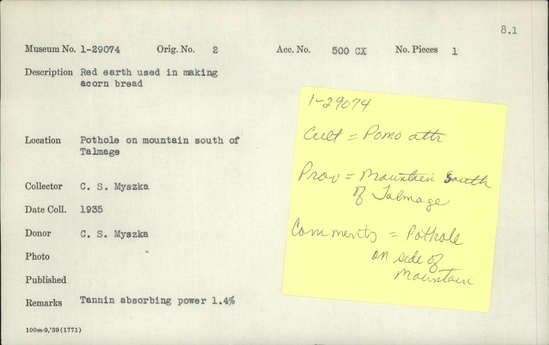 8.1
Museum No. 1-29074 Orig. No. 2 Acc. No. 500 CX No. Pieces 1
Description Red earth used in making
acorn bread
Location Pothole on mountain south of
Talmage
Collector C. S. Myszka
Date Coll. 1935
Donor C. S. Myszka
Photo
Published
Remarks Tannin absorbing power 1.4%
100m-9,'39(1771)
1-29074
Cult = Pomo attr
Prov = Mountain South
of Talmage
Comments = Pothole
on side of
Mountain